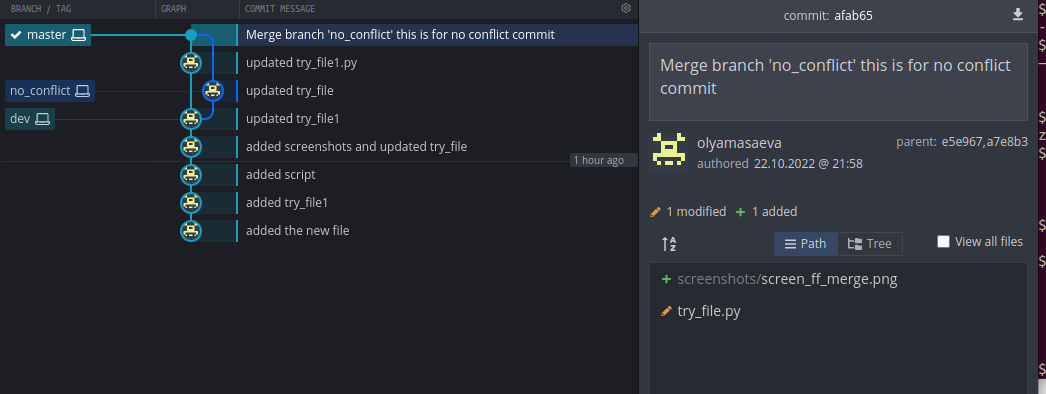 BRANCH / TAG GRAPH COMMIT MESSAGE
master Merge branch 'no_conflict' this is for no conflict commit
updated try_file1.py
no_conflict updated try_file
dev updated try_file1
added screenshots and updated try_file
1 hour ago
added script
added try_file1
added the new file
commit: afab65
Merge branch 'no_conflict' this is for no conflict
commit
olyamasaeva parent: e5e967,a7e8b3
authored 22.10.2022 @ 21:58
1 modified + 1 added
A Z Path Tree View all files
+ screenshots/screen_ff_merge.png
try_file.py